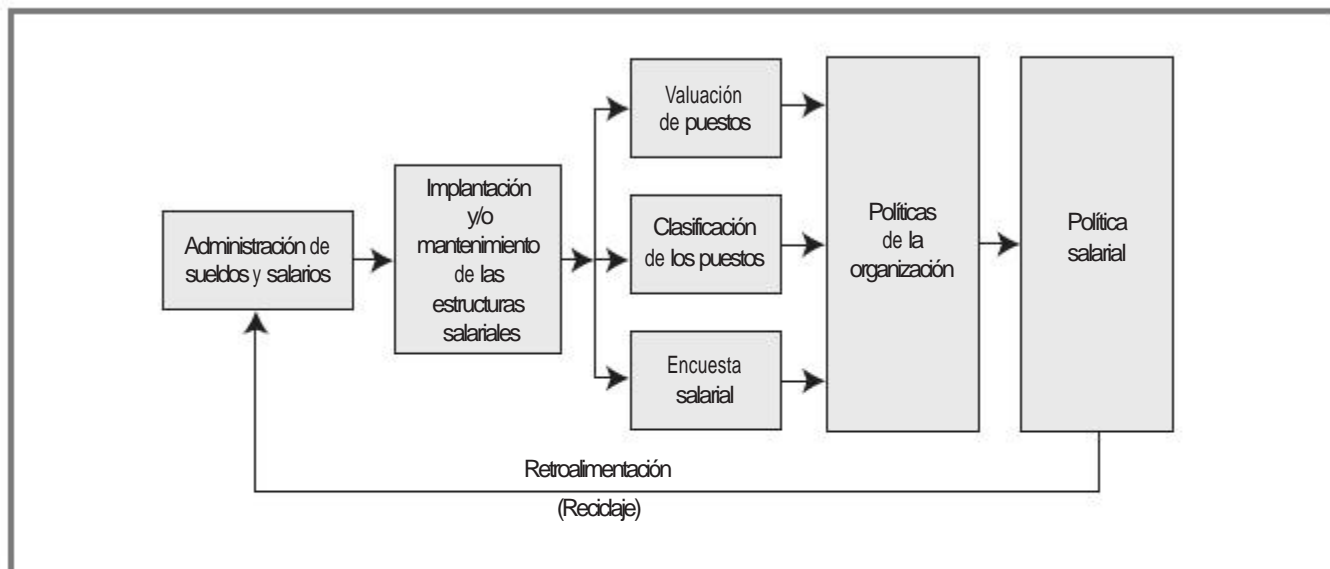 Administración de
sueldos y salarios
Implantación
y/o
mantenimiento
de las
estructuras
salariales
Valuación
de puestos
Clasificación
de los puestos
Encuesta
salarial
Políticas
de la
organización
Política
salarial
Retroalimentación
(Reciclaje)